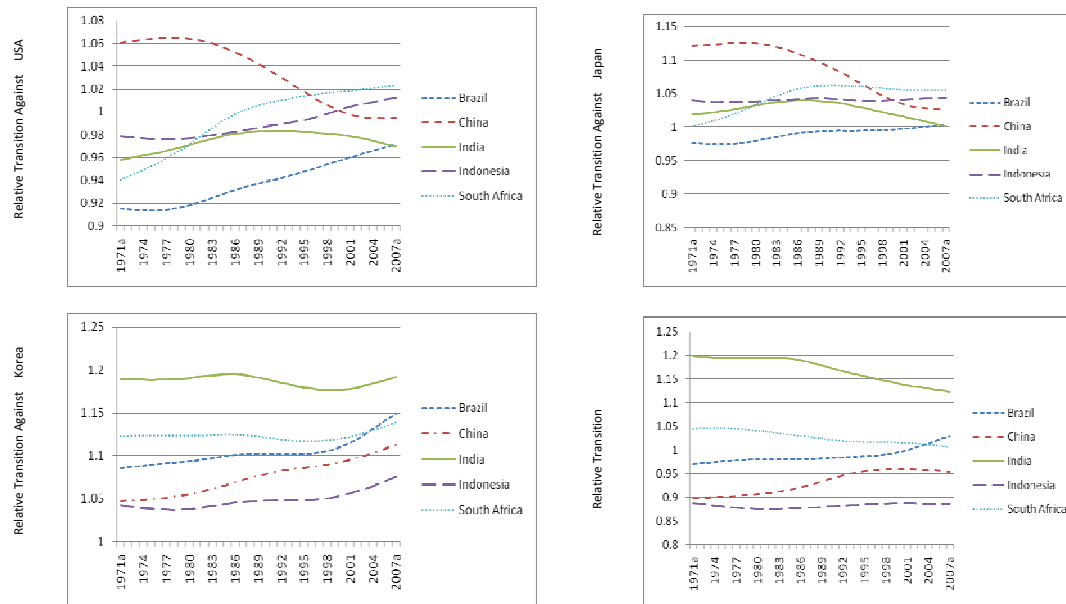 Relative Transition Against USA
1.08
1.06
1.04
1.02
1
0.98
0.96
0.94
0.92
0.9
1971a 1974 1977 1980 1983 1986 1989 1992 1995 1998 2001 2004 2007a
Brazil
China
India
Indonesia
South Africa
Relative Transition Against Japan
1.15
1.1
1.05
1
0.95
0.9
0.85
1971a 1974 1977 1980 1983 1986 1989 1992 1995 1998 2001 2004 2007a
Brazil
China
India
Indonesia
South Africa
Relative Transition Against Korea
1.25
1.2
1.15
1.1
1.05
1
1971a 1974 1977 1980 1983 1986 1989 1992 1995 1998 2001 2004 2007a
Brazil
China
India
Indonesia
South Africa
Relative Transition
1.25
1.2
1.15
1.1
1.05
1
0.95
0.9
0.85
0.8
1971a 1974 1977 1980 1983 1986 1989 1992 1995 1998 2001 2004 2007a
Brazil
China
India
Indonesia
South Africa